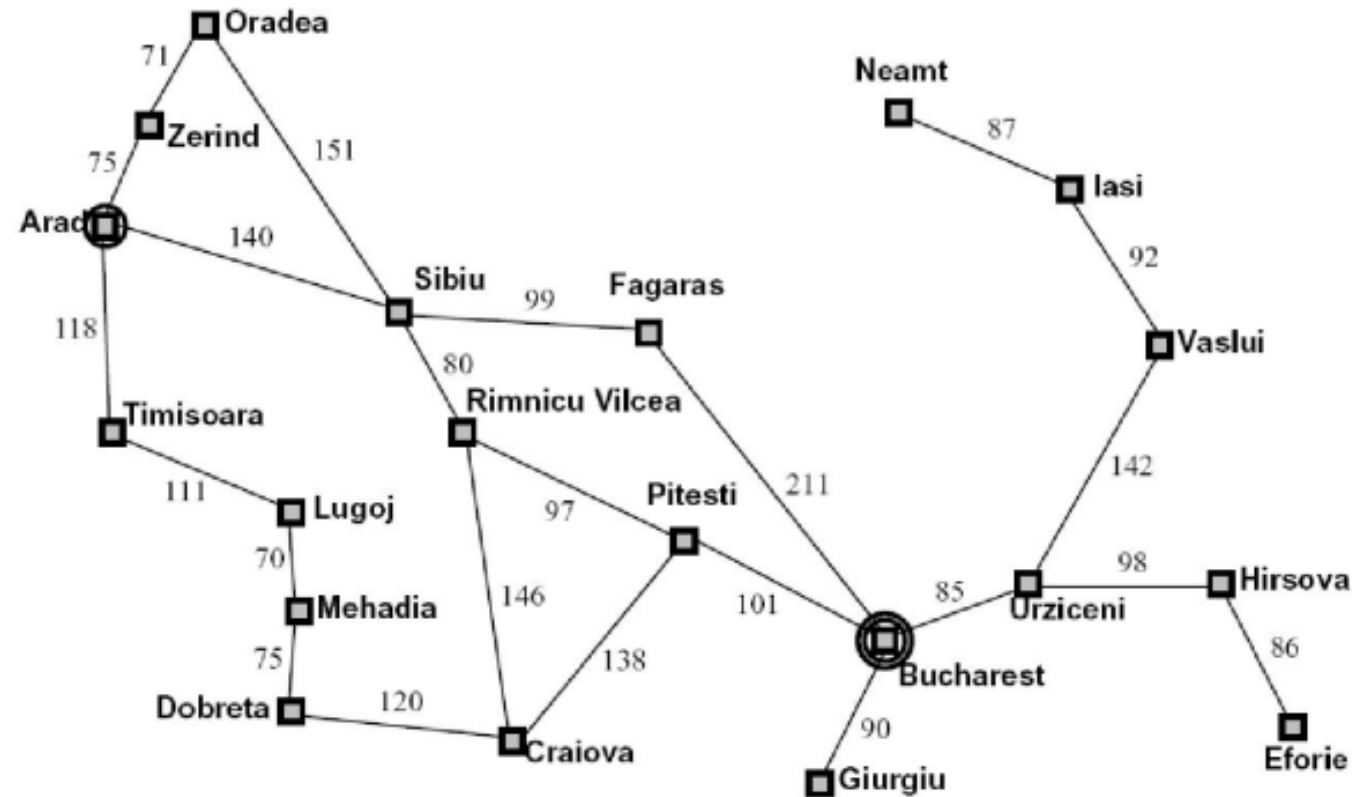 Oradea
71
Neamt
87
Zerind
151
75
Iasi
Arad
140
92
Sibiu
Fagaras
99
118
Vaslui
80
Rimnicu Vilcea
Timisoara
142
211
111
Pitesti
Lugoj
97
70
98
Hirsova
85
146
101
Urziceni
Mehadia
86
75
138
Bucharest
120
Dobreta
90
Craiova
Eforie
Giurgiu